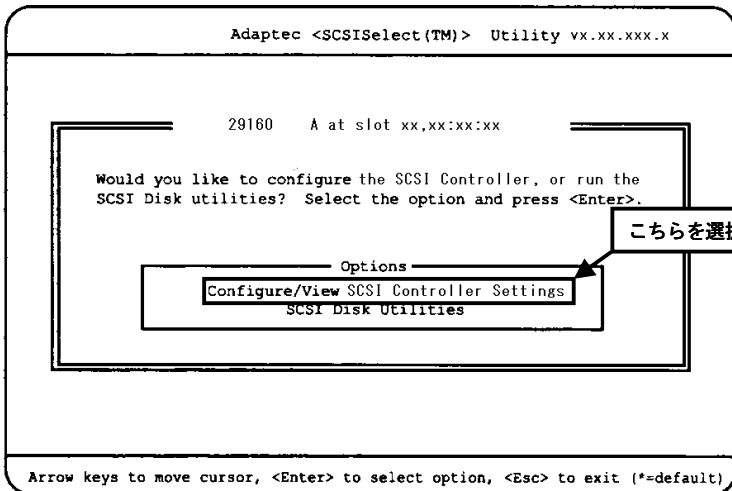 Adaptec <SCSISelect(TM)> Utility vx.xx.xxx.x
29160 A at slot xx,xx:xx:xx
Would you like to configure the SCSI Controller, or run the
SCSI Disk utilities? Select the option and press <Enter>.
こちらを選択
Options
Configure/View SCSI Controller Settings
SCSI Disk Utilities
Arrow keys to move cursor, <Enter> to select option, <Esc> to exit (*=default)